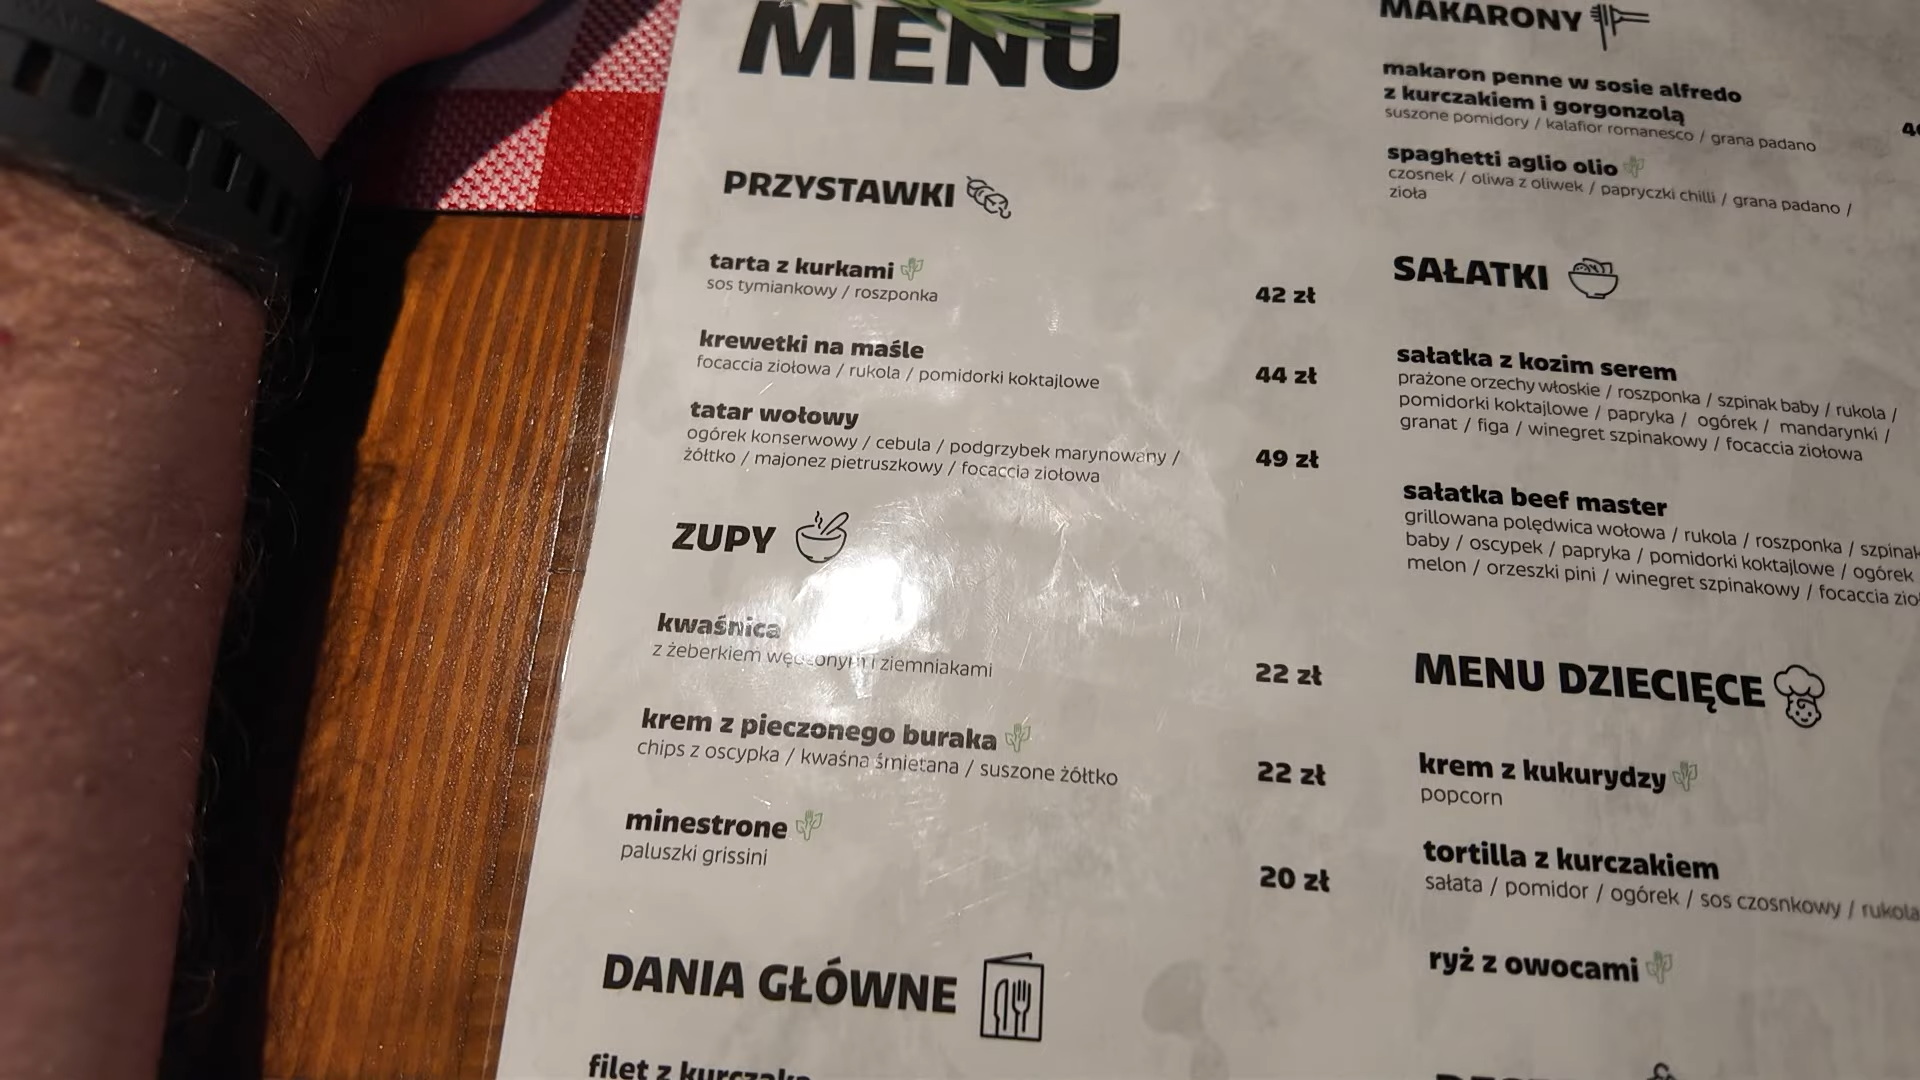 MENU
PRZYSTAWKI
tarta z kurkami
sos tymiankowy / roszponka
42 zł
krewetki na maśle
focaccia ziołowa / rukola / pomidorki koktajlowe
44 zł
tatar wołowy
ogórek konserwowy / cebula / podgrzybek marynowany /
żółtko / majonez pietruszkowy / focaccia ziołowa
49 zł
ZUPY
kwaśnica
z żeberkiem wędzonym i ziemniakami
22 zł
krem z pieczonego buraka
chips z oscypka / kwaśna śmietana / suszone żółtko
22 zł
minestrone
paluszki grissini
20 zł
DANIA GŁÓWNE
filet z kurczaka
MAKARONY
makaron penne w sosie alfredo
z kurczakiem i gorgonzolą
suszone pomidory / kalafior romanesco / grana padano
spaghetti aglio olio
czosnek / oliwa z oliwek / papryczki chilli / grana padano /
zioła
SAŁATKI
sałatka z kozim serem
prażone orzechy włoskie / roszponka / szpinak baby / rukola /
pomidorki koktajlowe / papryka / ogórek / mandarynki /
granat / figa / winegret szpinakowy / focaccia ziołowa
sałatka beef master
grillowana polędwica wołowa / rukola / roszponka / szpinak
baby / oscypek / papryka / pomidorki koktajlowe / ogórek
melon / orzeszki pini / winegret szpinakowy / focaccia zio
MENU DZIECIĘCE
krem z kukurydzy
popcorn
tortilla z kurczakiem
sałata / pomidor / ogórek / sos czosnkowy / rukola
ryż z owocami